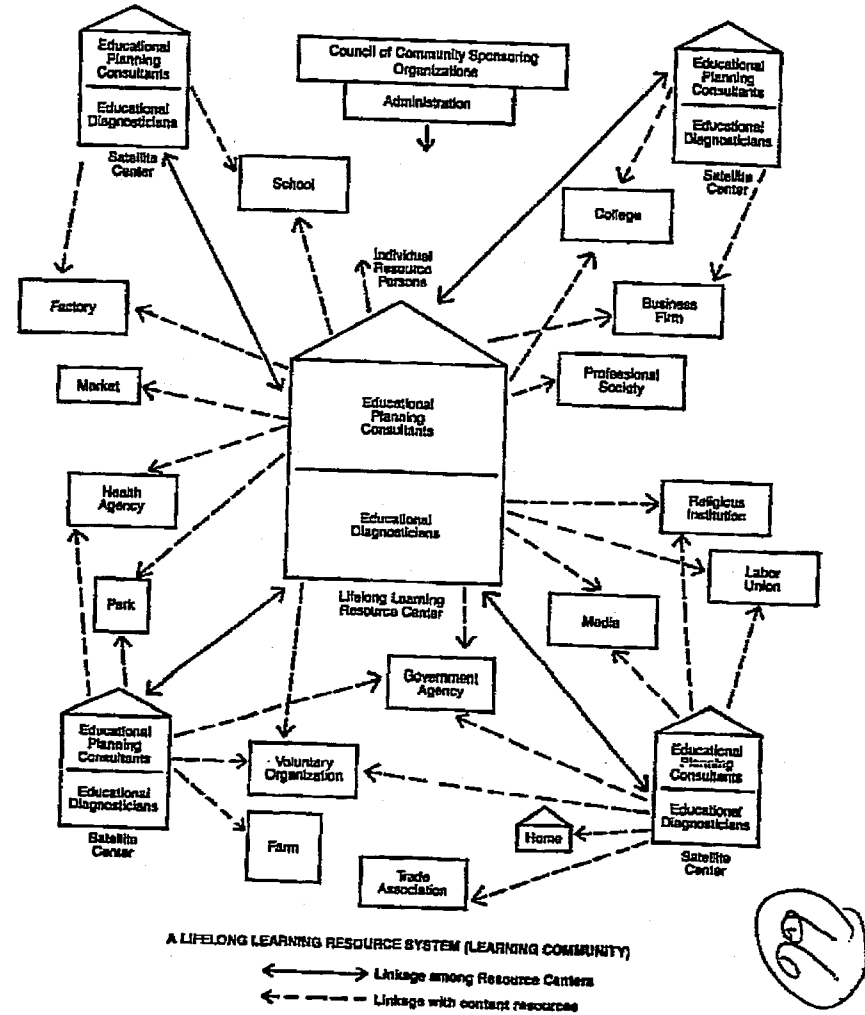 Educational
Planning
Consultants
Educational
Diagnosticians
Satellite
Center
Council of Community Sponsoring
Organizations
Administration
Educational
Planning
Consultants
Educational
Diagnosticians
Satellite
Center
School
College
Individual
Resource
Persons
Factory
Business
Firm
Market
Professional
Society
Educational
Planning
Consultants
Health
Agency
Religious
Institution
Educational
Diagnosticians
Labor
Union
Park
Lifelong Learning
Resource Center
Media
Government
Agency
Educational
Planning
Consultants
Educational
Diagnosticians
Satellite
Center
Voluntary
Organization
Farm
Educational
Planning
Consultants
Educational
Diagnosticians
Satellite
Center
Home
Trade
Association
A LIFELONG LEARNING RESOURCE SYSTEM (LEARNING COMMUNITY)
Linkage among Resource Centers
Linkage with content resources